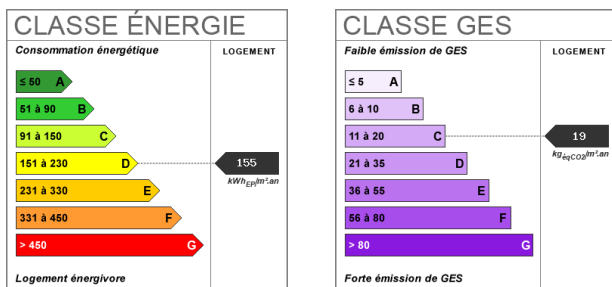 CLASSE ÉNERGIE
Consommation énergétique
LOGEMENT
≤ 50 A
51 à 90 B
91 à 150 C
151 à 230 D
155
kWhEP/m².an
231 à 330 E
331 à 450 F
> 450 G
Logement énergivore
CLASSE GES
Faible émission de GES
LOGEMENT
≤ 5 A
6 à 10 B
11 à 20 C
19
kgéqCO2/m².an
21 à 35 D
36 à 55 E
56 à 80 F
> 80 G
Forte émission de GES